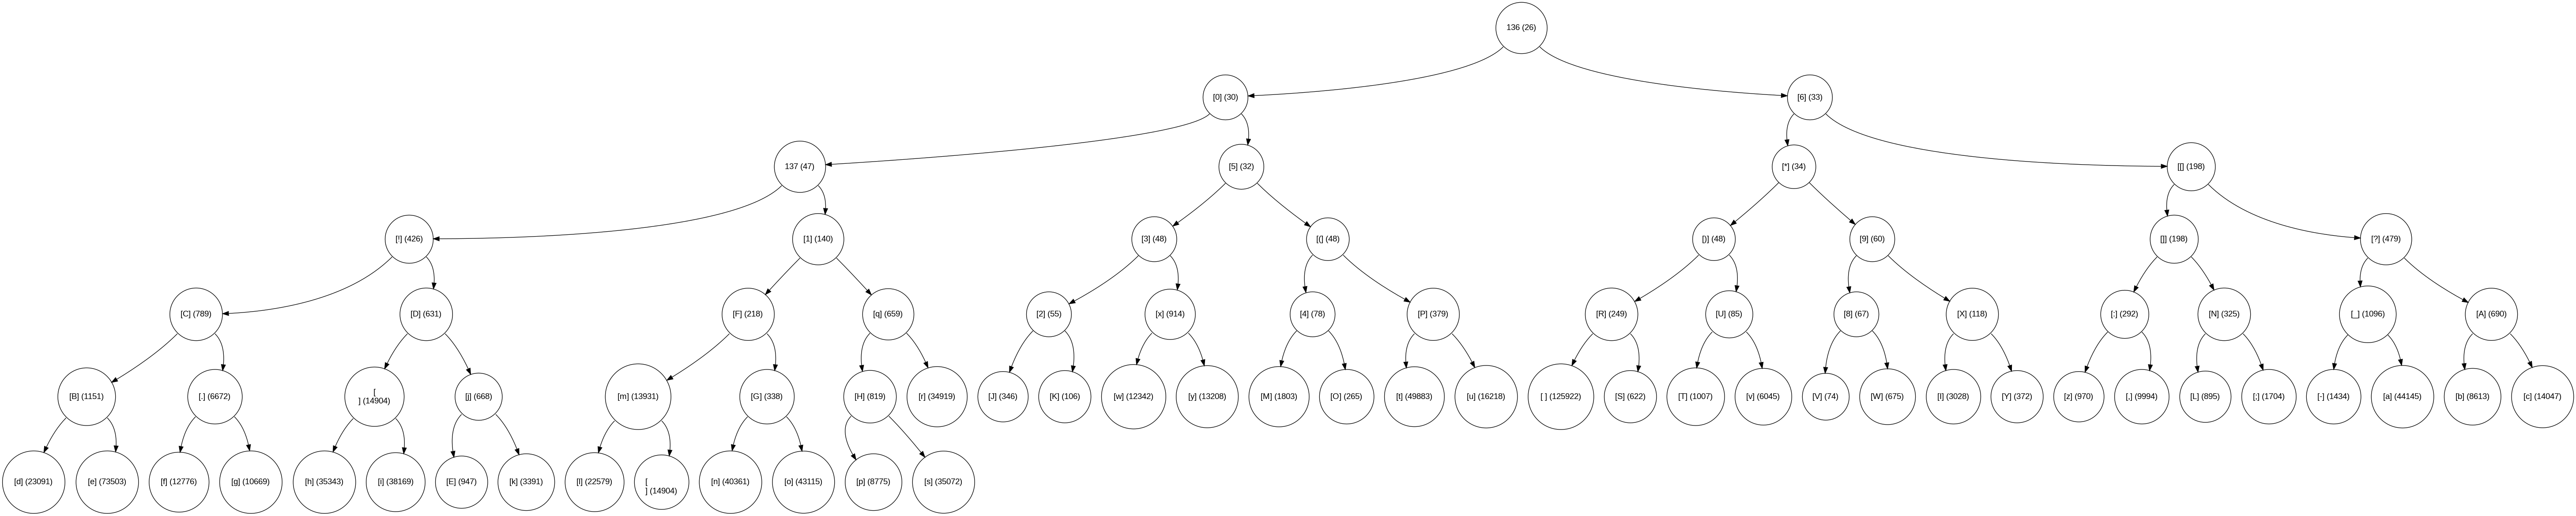 136 (26)
[0] (30)
[6] (33)
137 (47)
[5] (32)
[*] (34)
[[] (198)
[!] (426)
[1] (140)
[3] (48)
[(] (48)
[)] (48)
[9] (60)
[]] (198)
[?] (479)
[C] (789)
[D] (631)
[F] (218)
[q] (659)
[2] (55)
[x] (914)
[4] (78)
[P] (379)
[R] (249)
[U] (85)
[8] (67)
[X] (118)
[:] (292)
[N] (325)
[_] (1096)
[A] (690)
[B] (1151)
[.] (6672)
[
] (14904)
[j] (668)
[m] (13931)
[G] (338)
[H] (819)
[r] (34919)
[J] (346)
[K] (106)
[w] (12342)
[y] (13208)
[M] (1803)
[O] (265)
[t] (49883)
[u] (16218)
[ ] (125922)
[S] (622)
[T] (1007)
[v] (6045)
[V] (74)
[W] (675)
[I] (3028)
[Y] (372)
[z] (970)
[,] (9994)
[L] (895)
[;] (1704)
[-] (1434)
[a] (44145)
[b] (8613)
[c] (14047)
[d] (23091)
[e] (73503)
[f] (12776)
[g] (10669)
[h] (35343)
[i] (38169)
[E] (947)
[k] (3391)
[l] (22579)
[
] (14904)
[n] (40361)
[o] (43115)
[p] (8775)
[s] (35072)